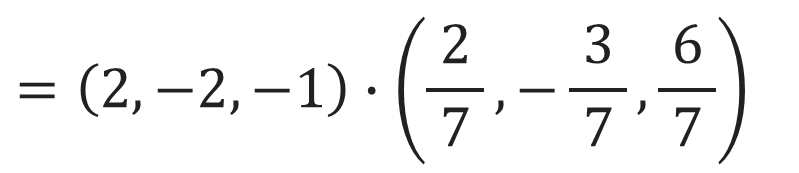 = (2, −2, −1) · (2/7, −3/7, 6/7)